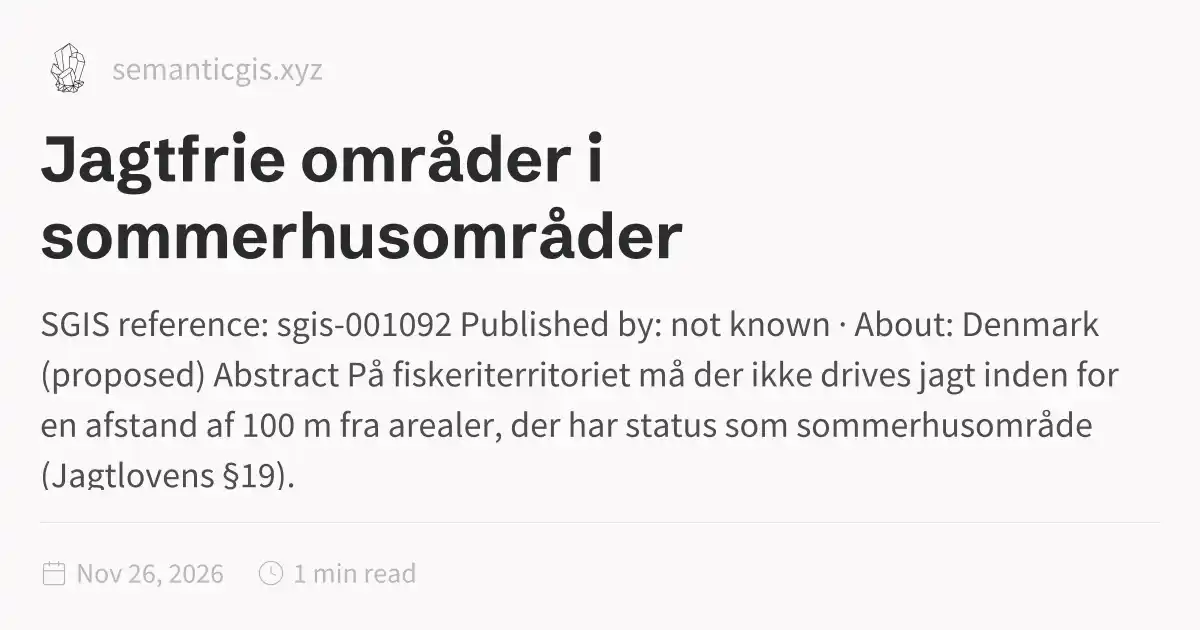 semanticgis.xyz
Jagtfrie områder i
sommerhusområder
SGIS reference: sgis-001092 Published by: not known · About: Denmark
(proposed) Abstract På fiskeriterritoriet må der ikke drives jagt inden for
en afstand af 100 m fra arealer, der har status som sommerhusområde
(Jagtlovens §19).
Nov 26, 2026
1 min read